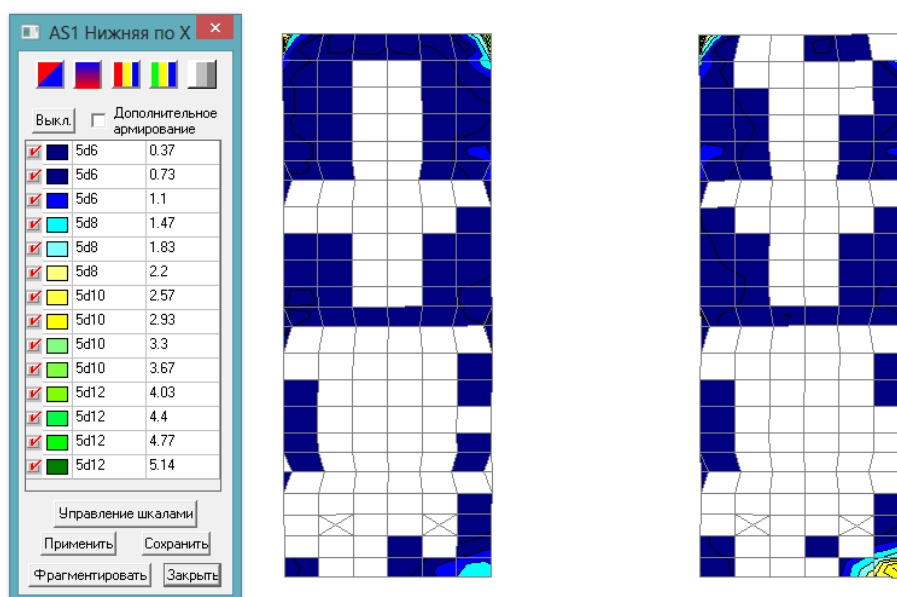 AS1 Нижняя по X
Выкл.
Дополнительное
армирование
5d6 0.37
5d6 0.73
5d6 1.1
5d8 1.47
5d8 1.83
5d8 2.2
5d10 2.57
5d10 2.93
5d10 3.3
5d10 3.67
5d12 4.03
5d12 4.4
5d12 4.77
5d12 5.14
Управление шкалами
Применить Сохранить
Фрагментировать Закрыть